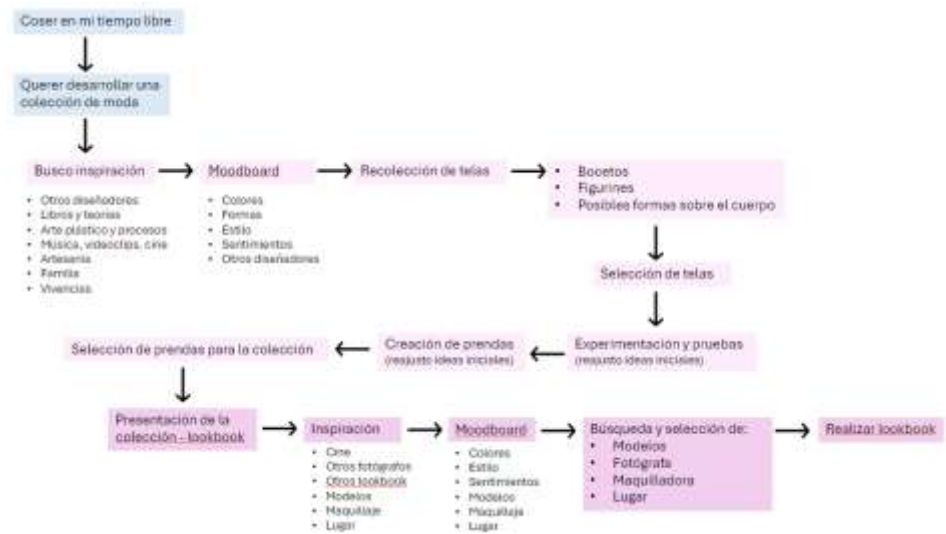 Coser en mi tiempo libre
Querer desarrollar una
colección de moda
Busco inspiración
• Otros diseñadores
• Libros y teorías
• Arte plástico y procesos
• Música, videoclips, cine
• Artesanía
• Familia
• Vivencias
Moodboard
• Colores
• Formas
• Estilo
• Sentimientos
• Otros diseñadores
Recolección de telas
• Bocetos
• Figurines
• Posibles formas sobre el cuerpo
Selección de telas
Experimentación y pruebas
(reajusto ideas iniciales)
Creación de prendas
(reajusto ideas iniciales)
Selección de prendas para la colección
Presentación de la
colección - lookbook
Inspiración
• Cine
• Otros fotógrafos
• Otros lookbook
• Modelos
• Maquillaje
• Lugar
Moodboard
• Colores
• Estilo
• Sentimientos
• Modelos
• Maquillaje
• Lugar
Búsqueda y selección de:
• Modelos
• Fotógrafa
• Maquilladora
• Lugar
Realizar lookbook